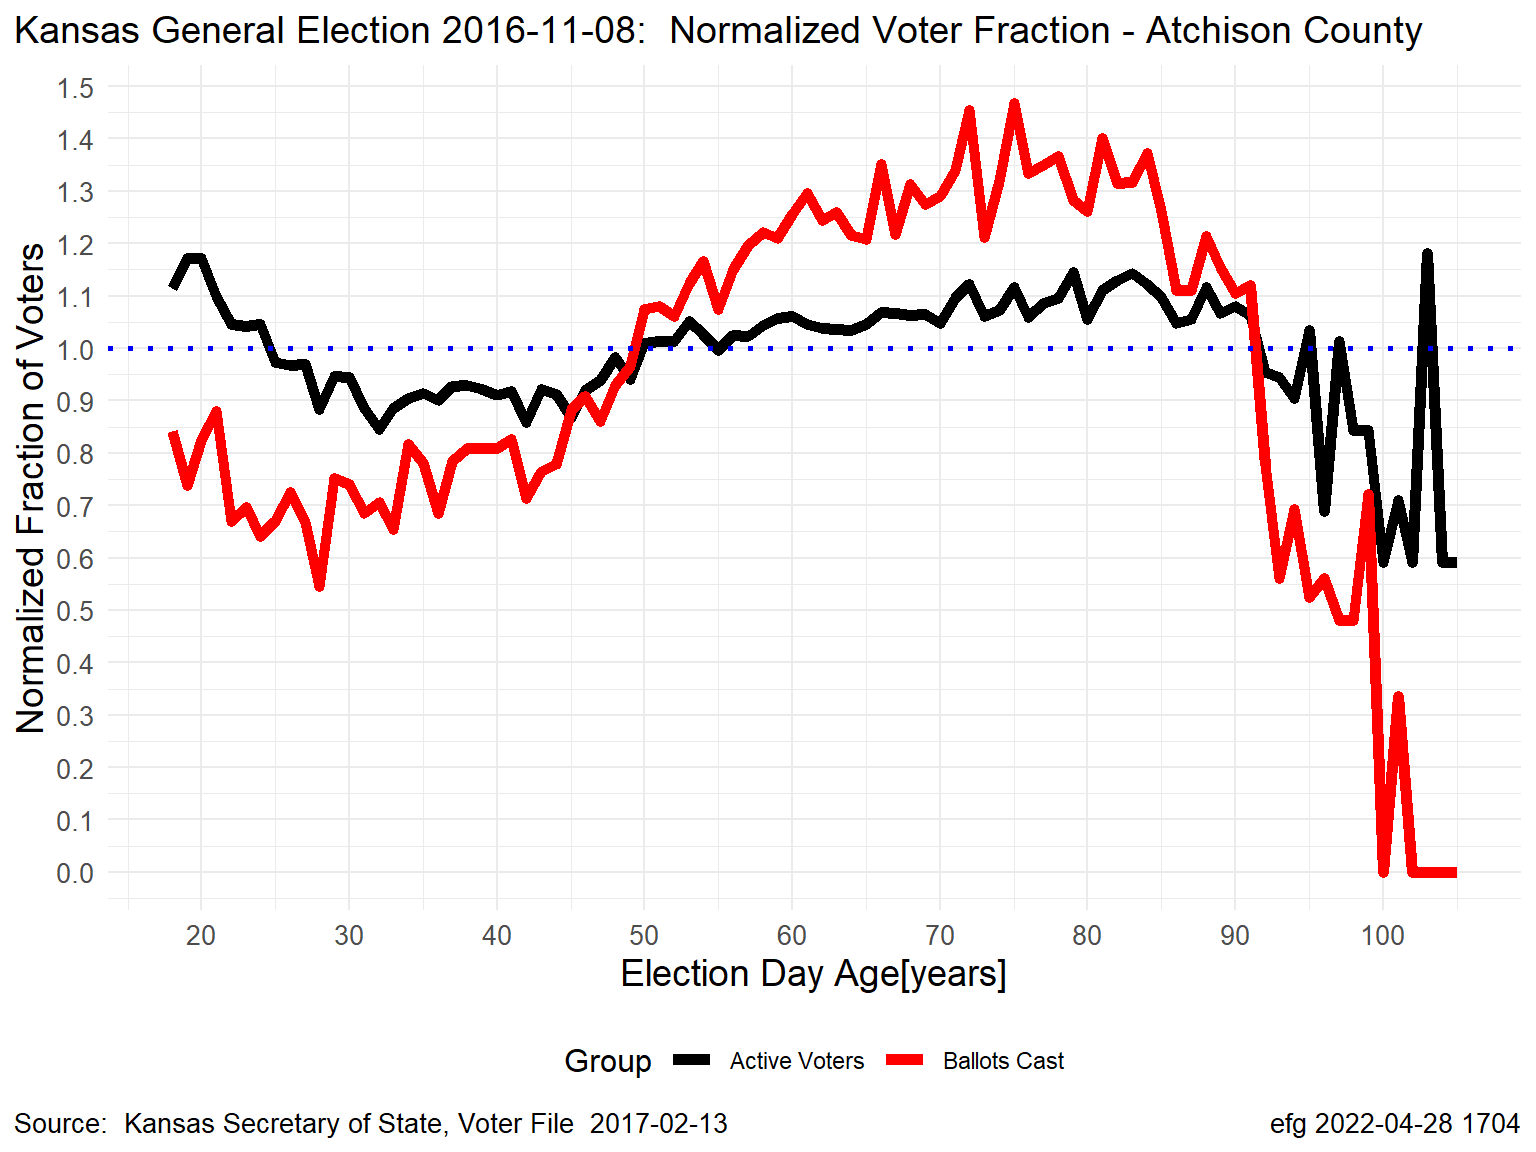 Kansas General Election 2016-11-08:  Normalized Voter Fraction - Atchison County
Normalized Fraction of Voters
1.5
1.4
1.3
1.2
1.1
1.0
0.9
0.8
0.7
0.6
0.5
0.4
0.3
0.2
0.1
0.0
20 30 40 50 60 70 80 90 100
Election Day Age[years]
Group Active Voters Ballots Cast
Source:  Kansas Secretary of State, Voter File  2017-02-13 efg 2022-04-28 1704